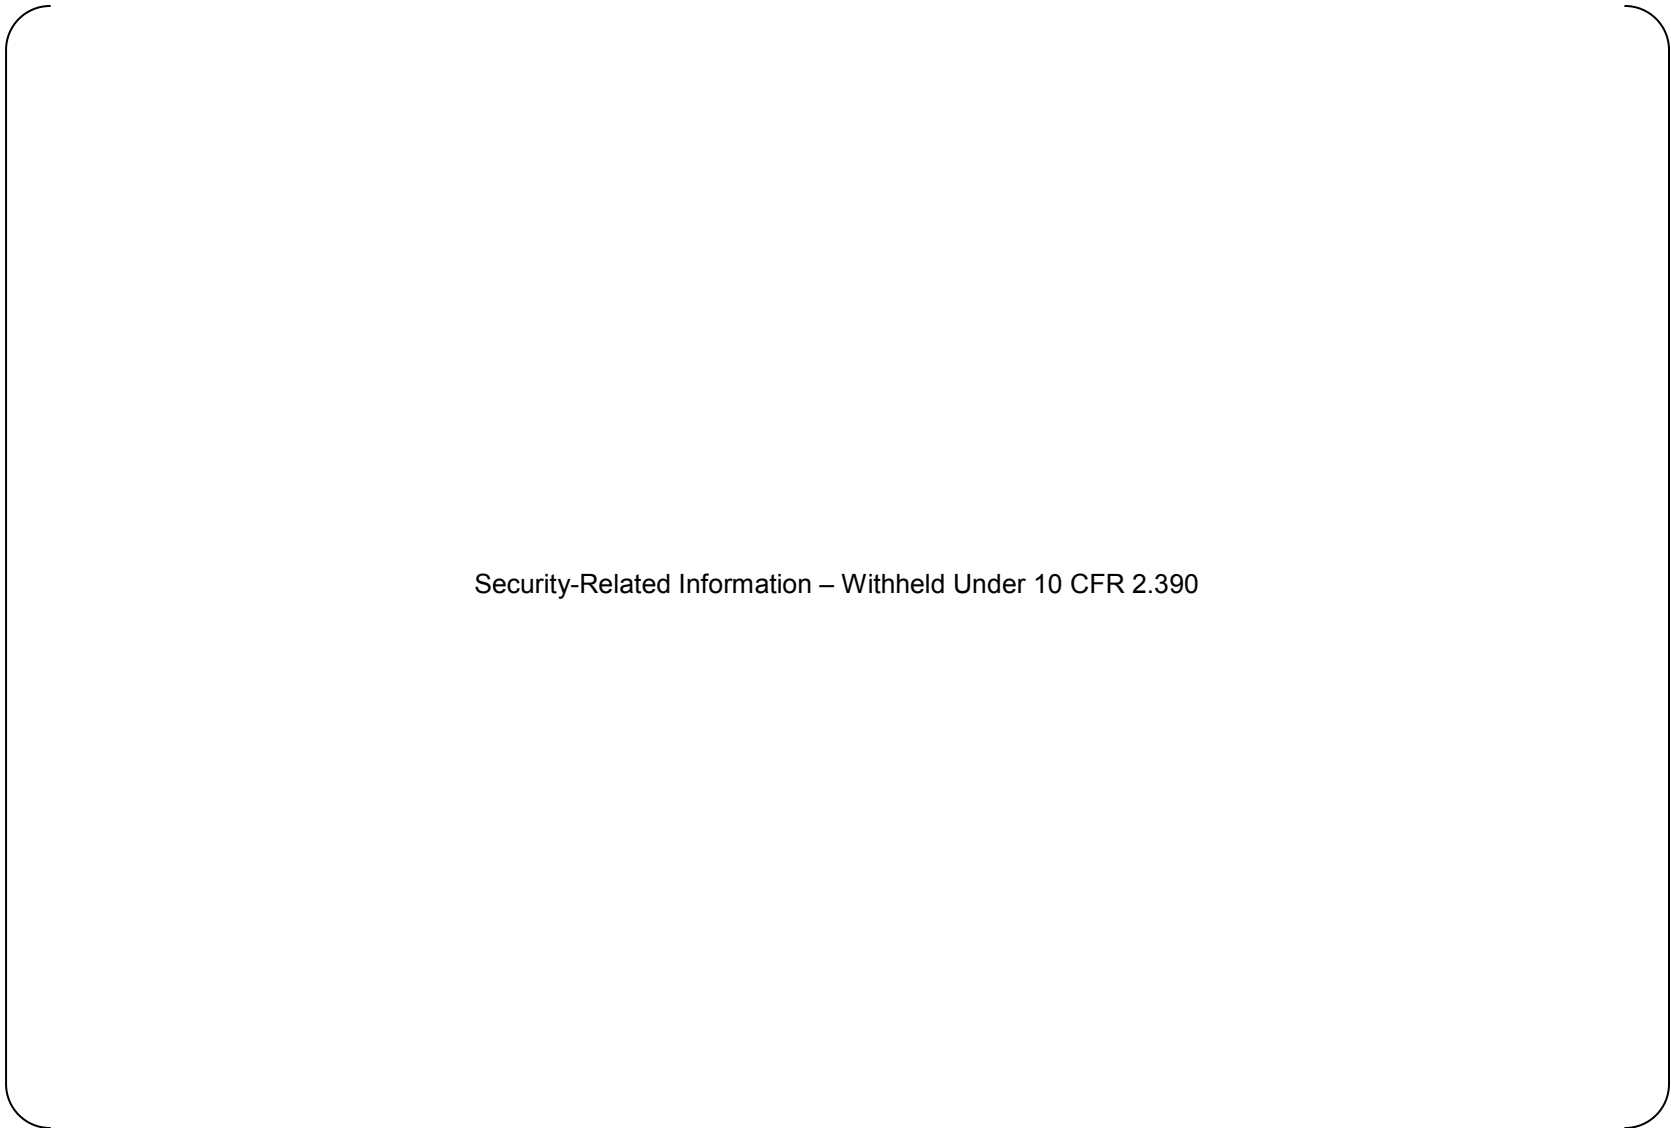 Security-Related Information – Withheld Under 10 CFR 2.390